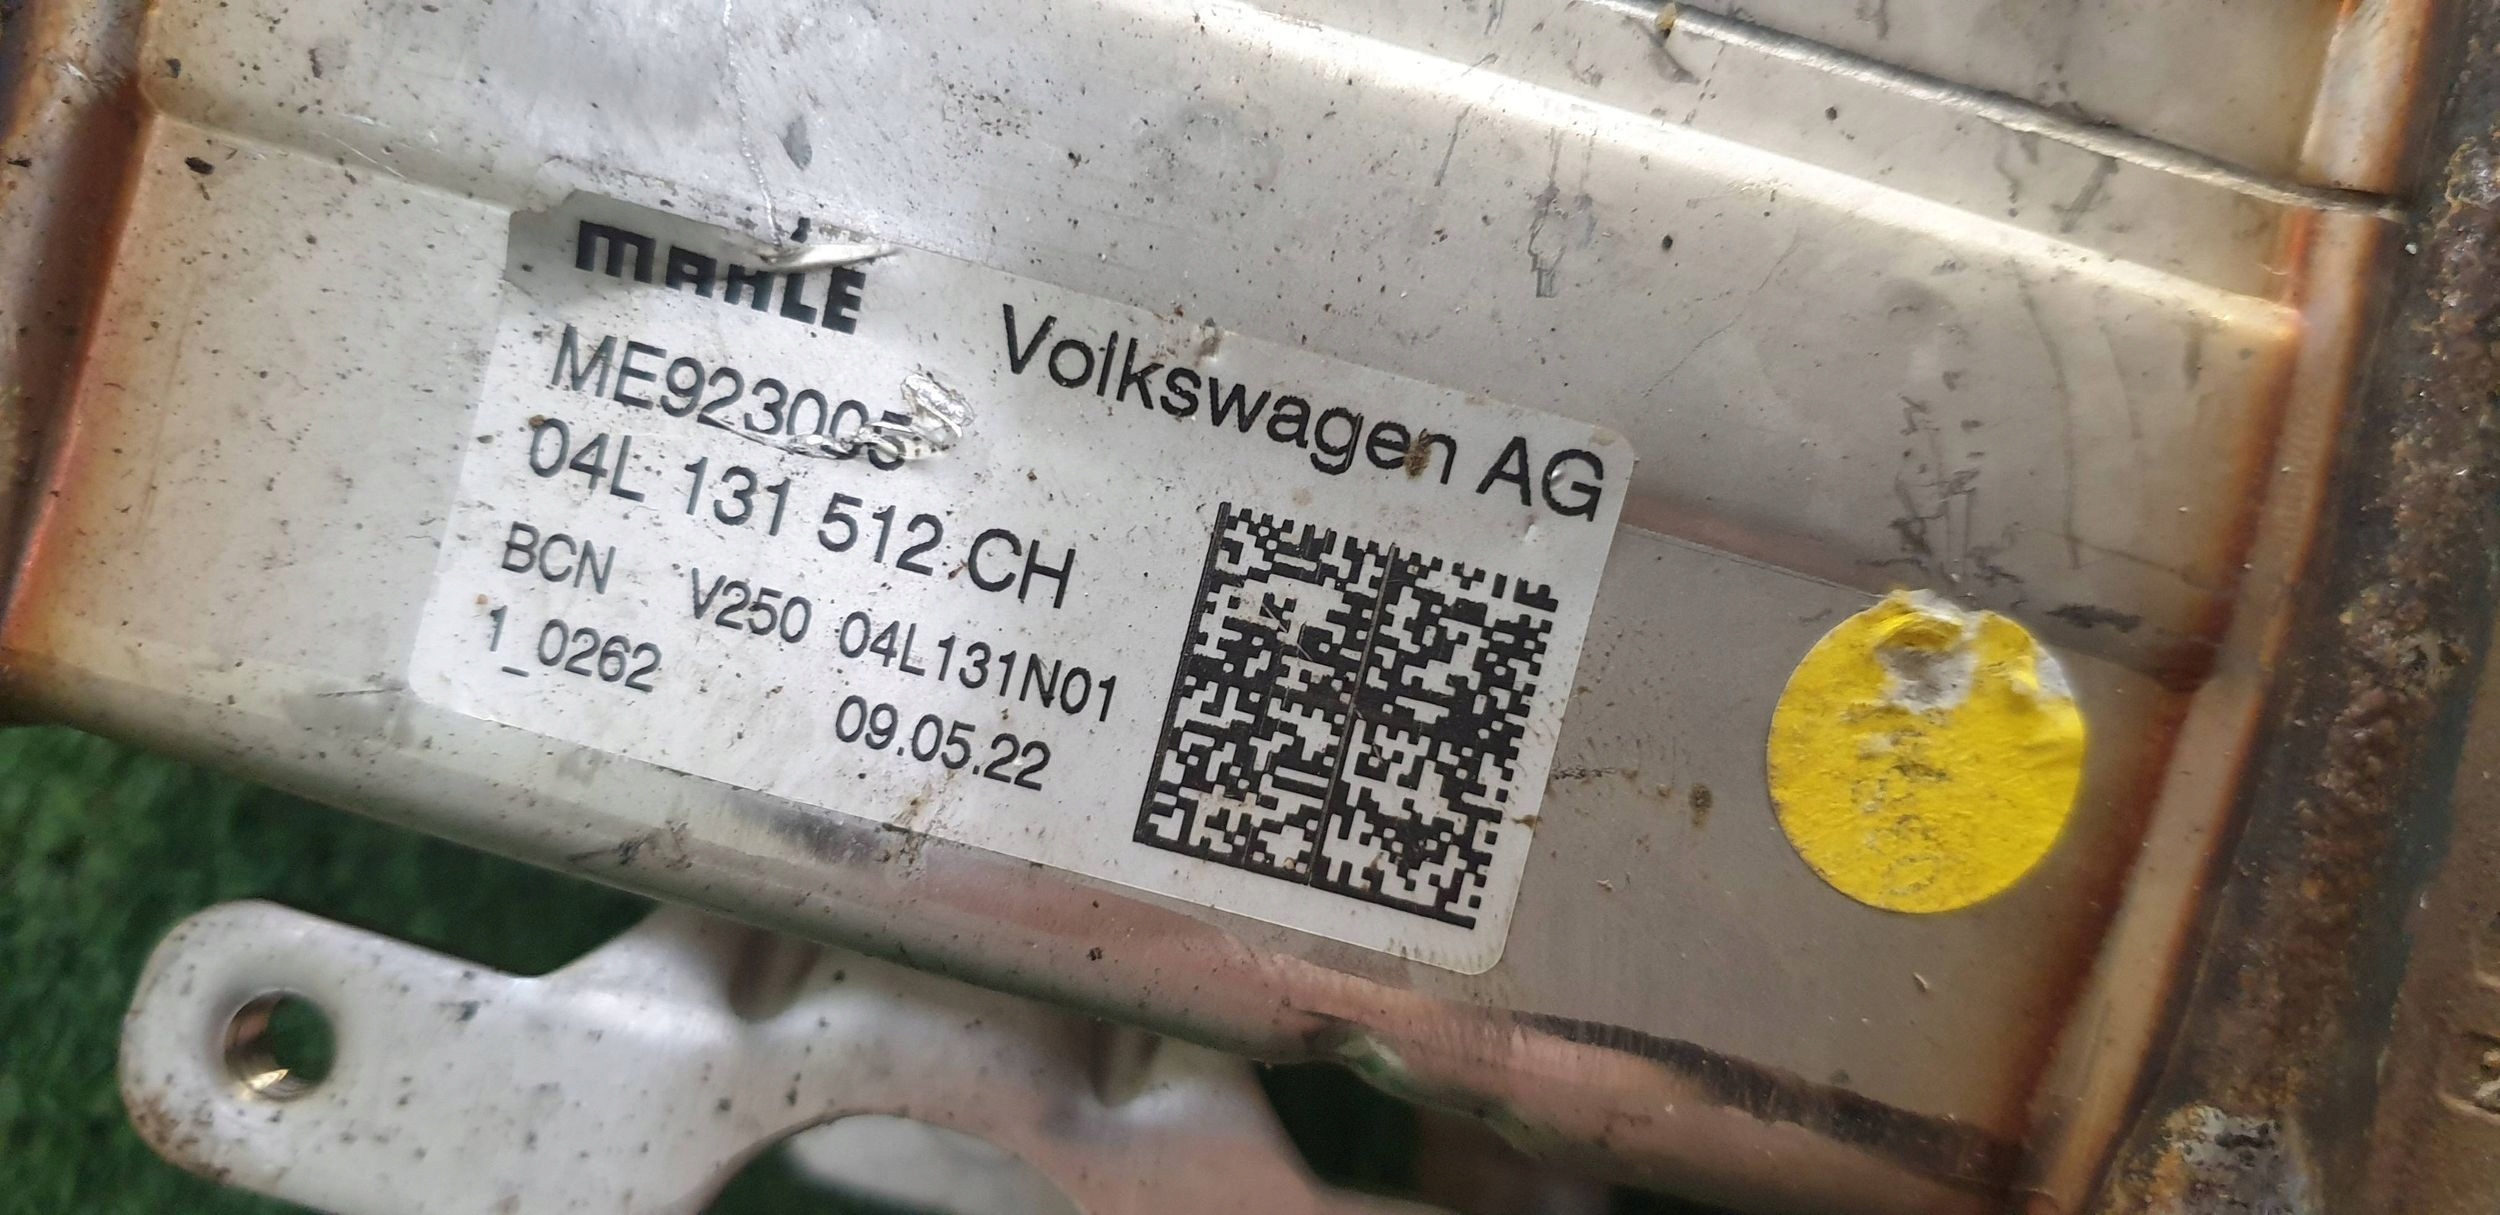 MAHLE
Volkswagen AG
ME923005
04L 131 512 CH
BCN V250 04L131N01
1_0262 09.05.22